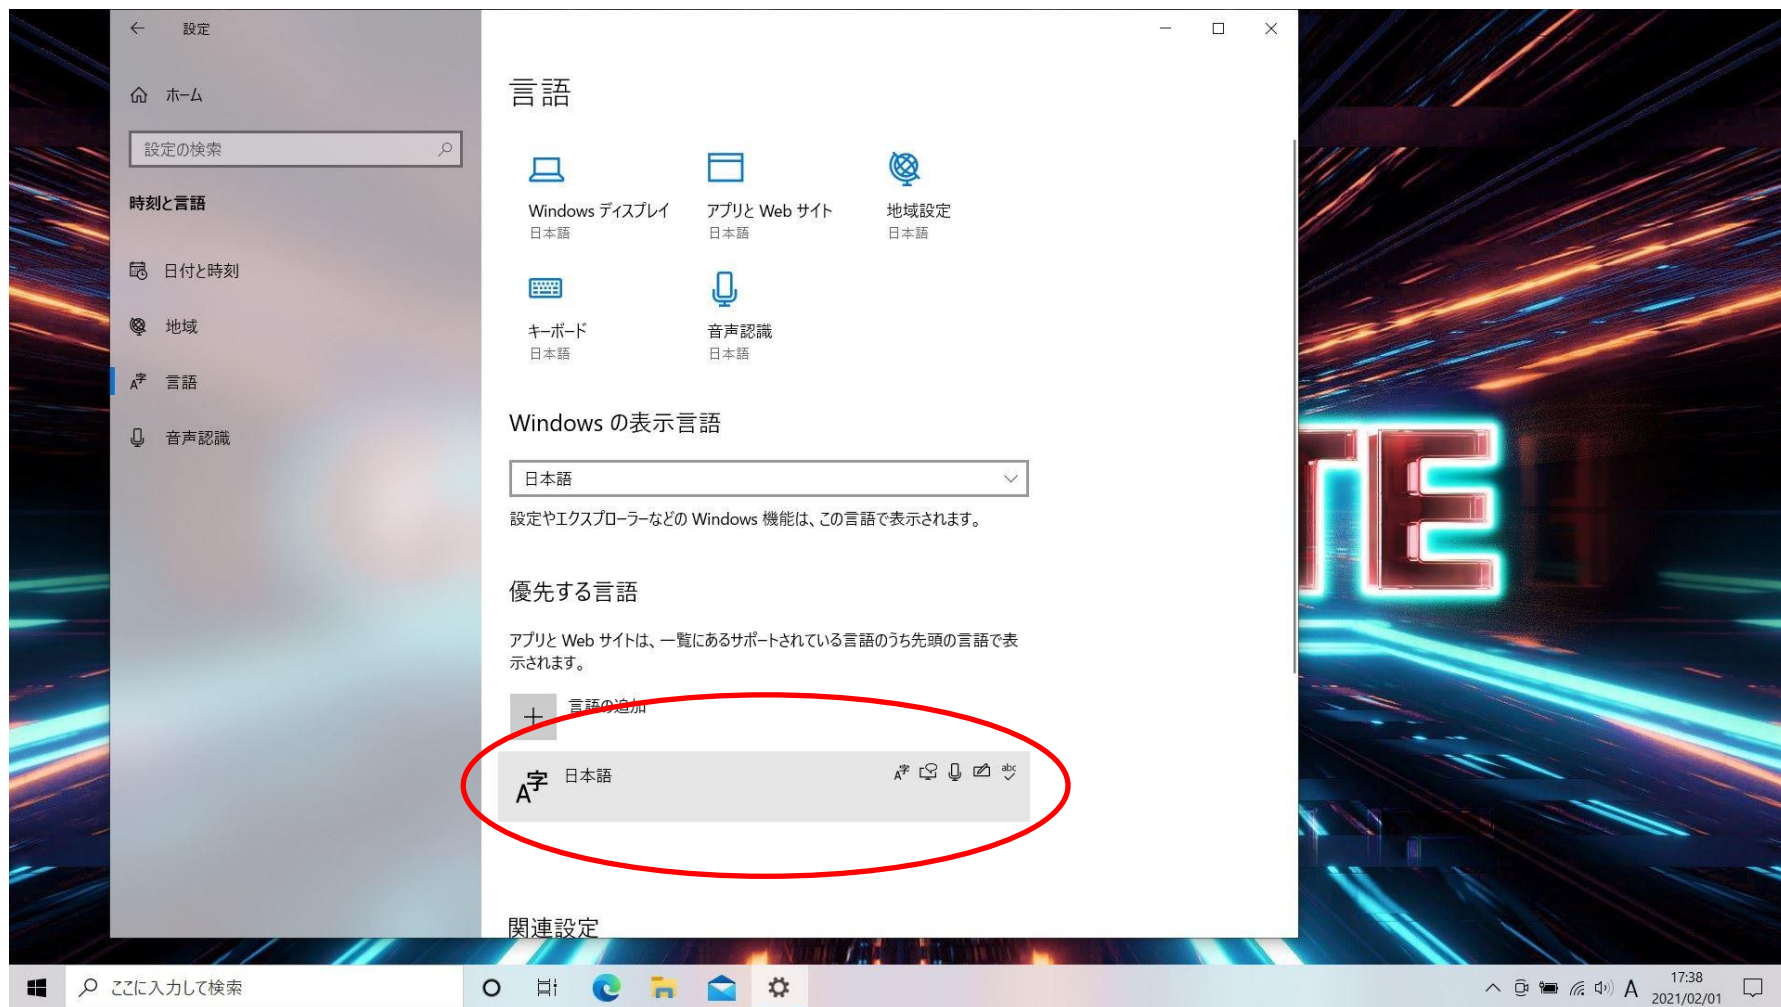 設定
ホーム
設定の検索
時刻と言語
日付と時刻
地域
言語
音声認識
言語
Windows ディスプレイ
日本語
アプリと Web サイト
日本語
地域設定
日本語
キーボード
日本語
音声認識
日本語
Windows の表示言語
日本語
設定やエクスプローラーなどの Windows 機能は、この言語で表示されます。
優先する言語
アプリと Web サイトは、一覧にあるサポートされている言語のうち先頭の言語で表
示されます。
言語の追加
日本語
関連設定
TE
ここに入力して検索
A
17:38
2021/02/01